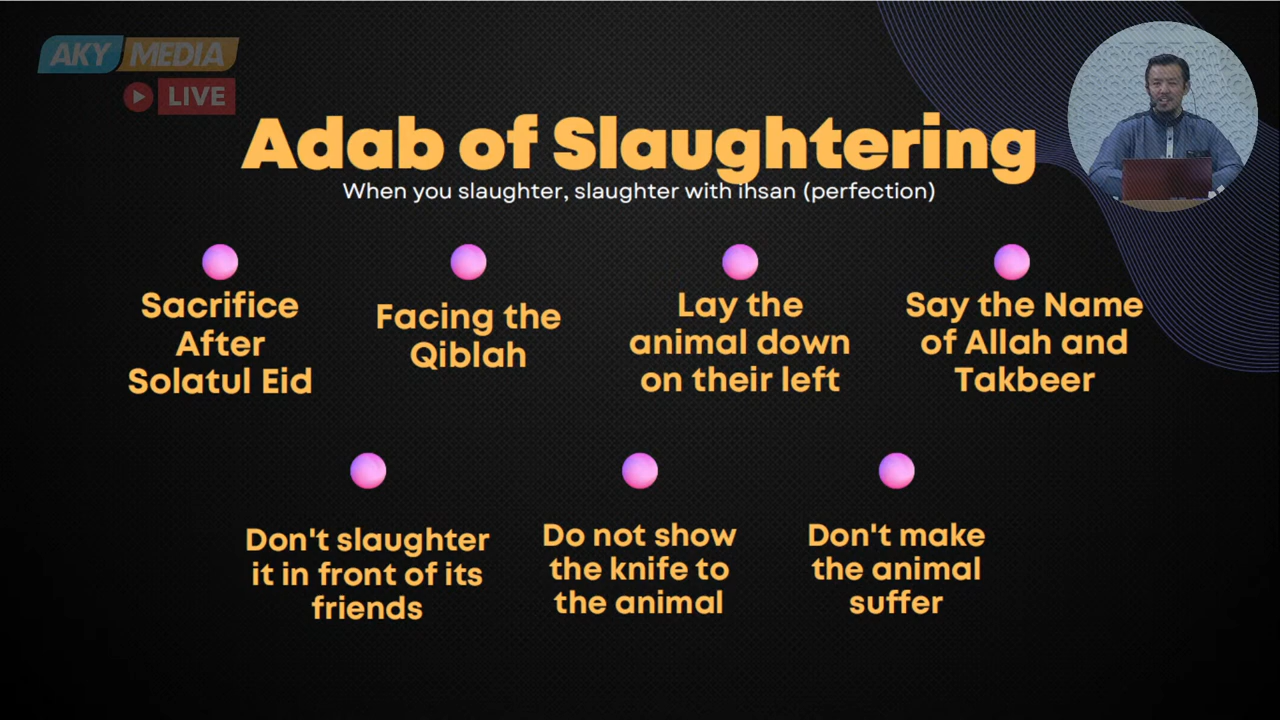 AKY MEDIA
LIVE
Adab of Slaughtering
When you slaughter, slaughter with ihsan (perfection)
Sacrifice
After
Solatul Eid
Facing the
Qiblah
Lay the
animal down
on their left
Say the Name
of Allah and
Takbeer
Don't slaughter
it in front of its
friends
Do not show
the knife to
the animal
Don't make
the animal
suffer